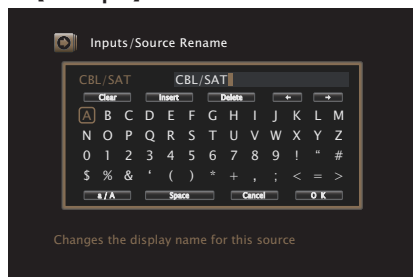 Inputs/Source Rename
CBL/SAT CBL/SAT
Clear Insert Delete ← →
A B C D E F G H I J K L M
N O P Q R S T U V W X Y Z
0 1 2 3 4 5 6 7 8 9 ! “ #
$ % & ‘ ( ) * + , ; < = >
a / A Space Cancel O K
Changes the display name for this source